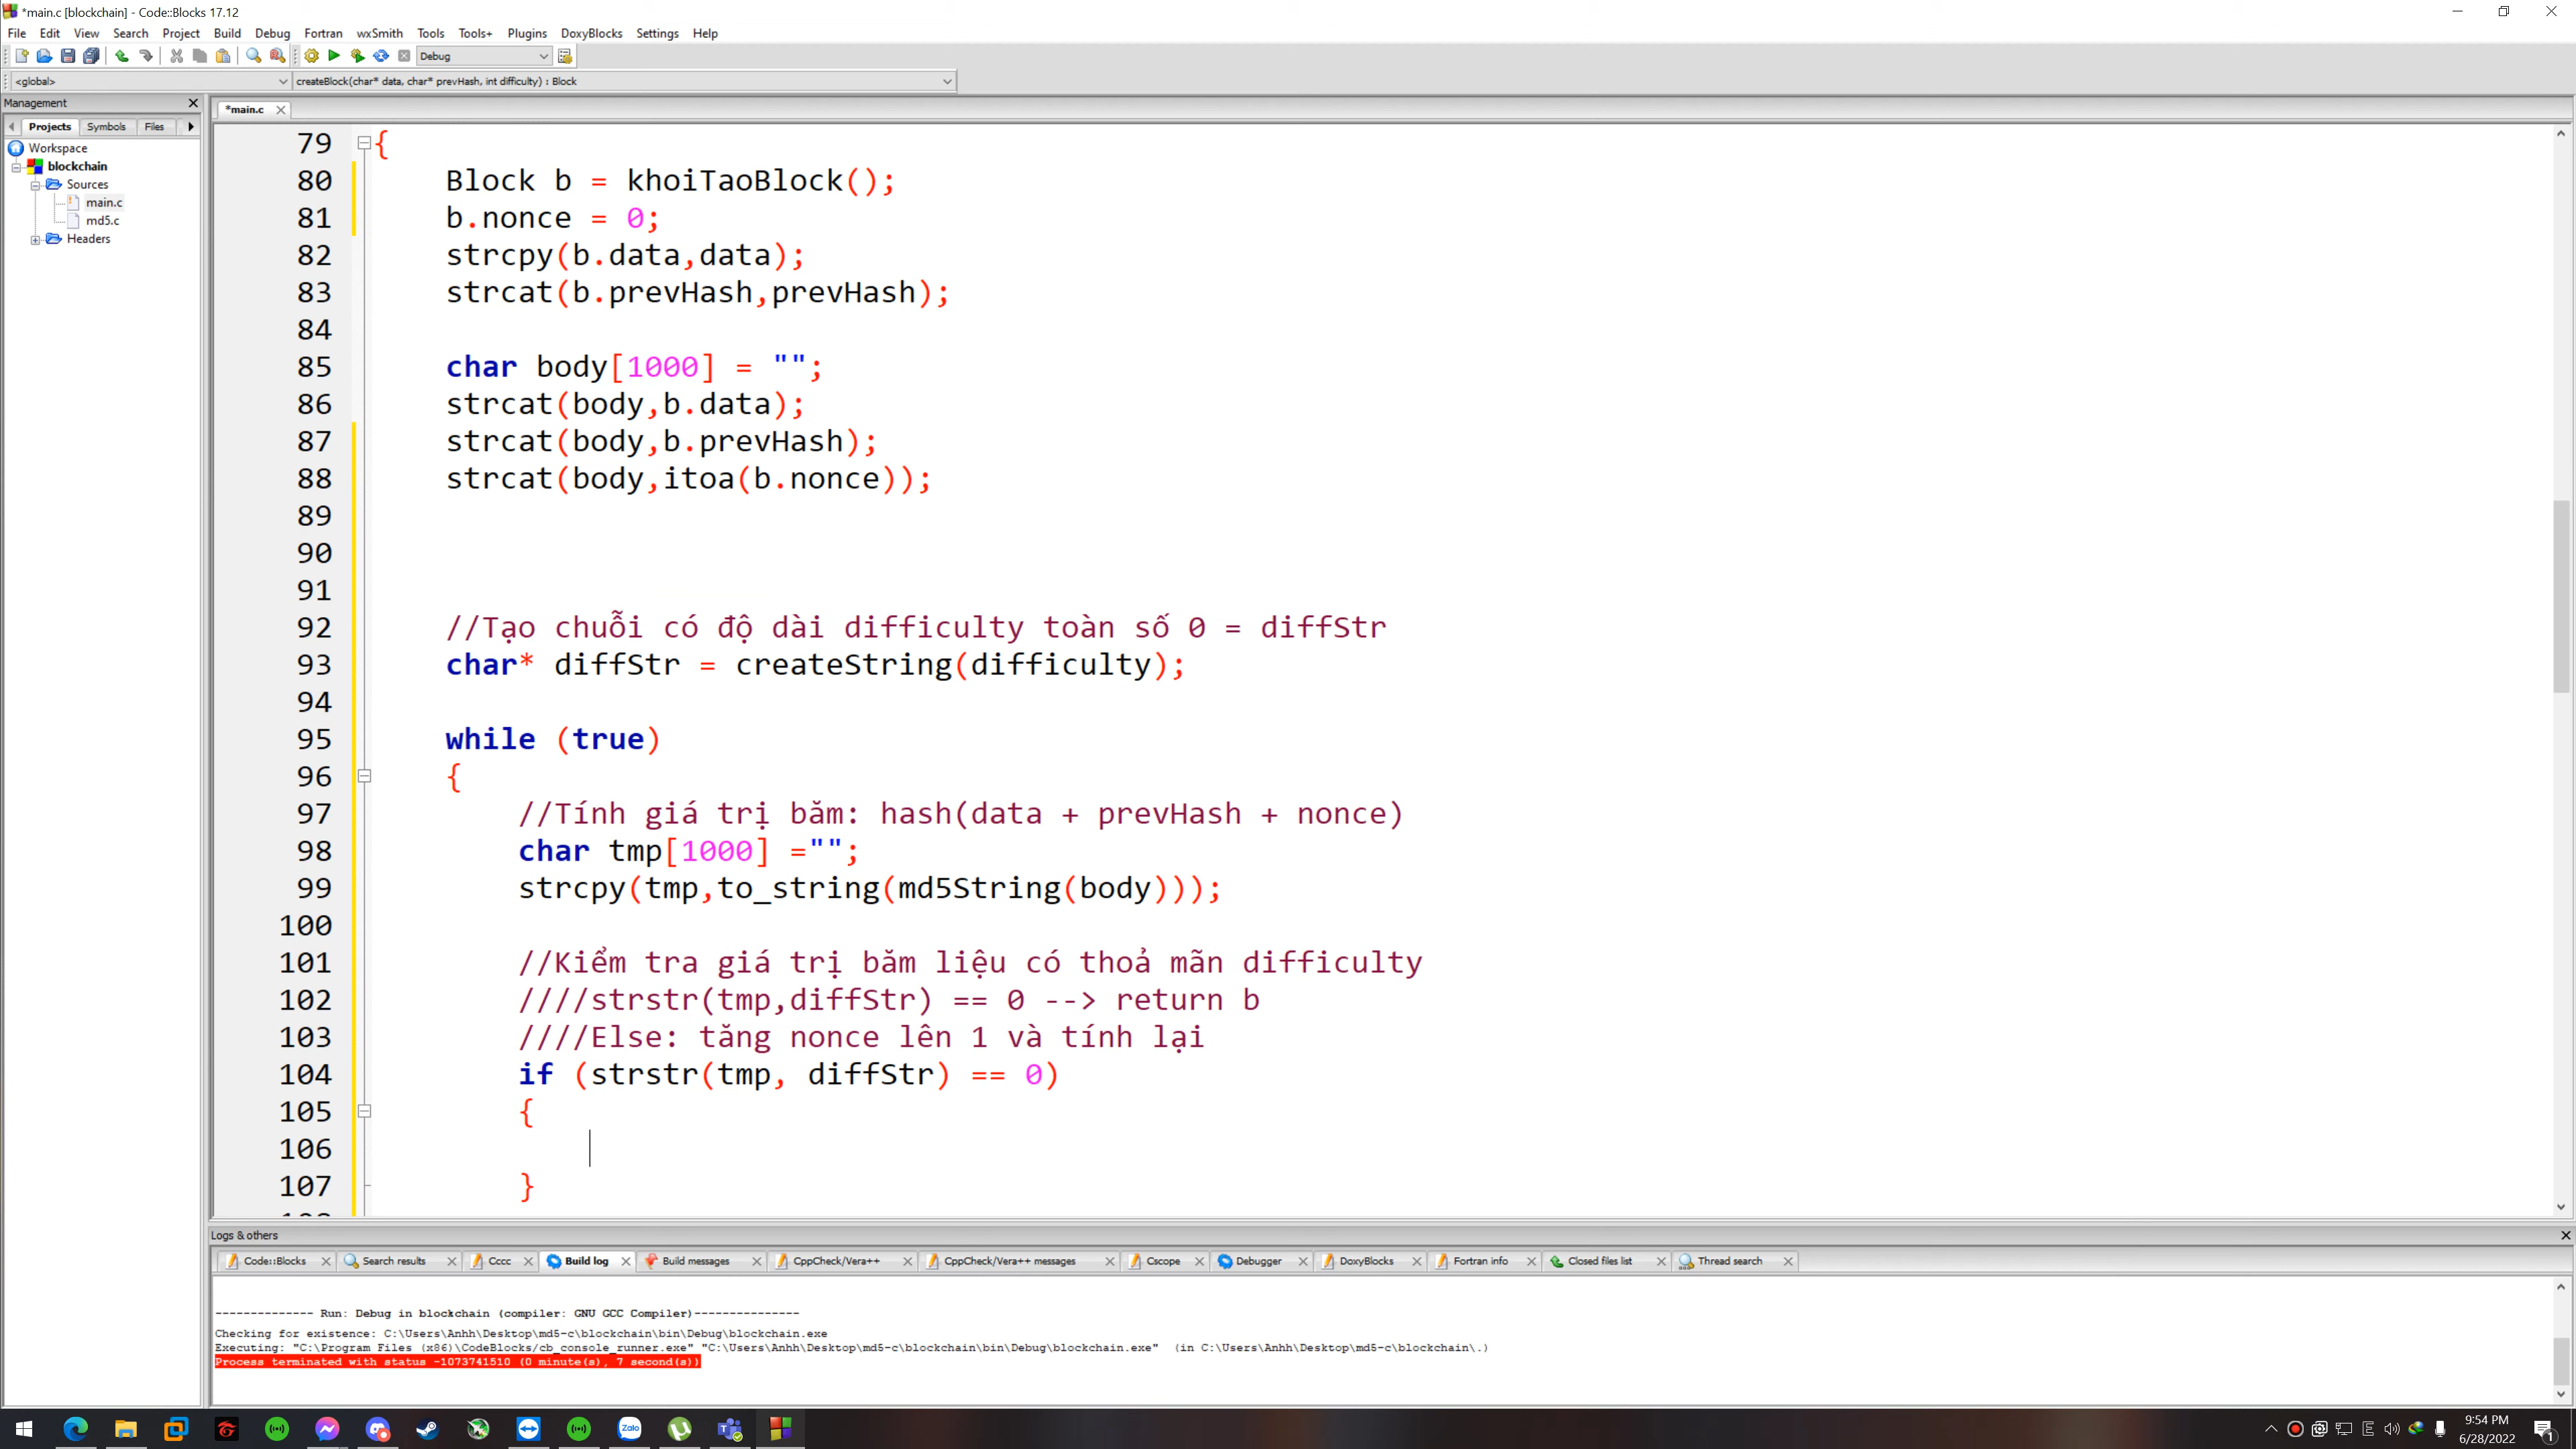 *main.c [blockchain] - Code::Blocks 17.12
File Edit View Search Project Build Debug Fortran wxSmith Tools Tools+ Plugins DoxyBlocks Settings Help
Debug
<global> createBlock(char* data, char* prevHash, int difficulty) : Block
Management
*main.c
Projects Symbols Files
Workspace
blockchain
Sources
main.c
md5.c
Headers
79 {
80 Block b = khoiTaoBlock();
81 b.nonce = 0;
82 strcpy(b.data,data);
83 strcat(b.prevHash,prevHash);
84
85 char body[1000] = "";
86 strcat(body,b.data);
87 strcat(body,b.prevHash);
88 strcat(body,itoa(b.nonce));
89
90
91
92 //Tạo chuỗi có độ dài difficulty toàn số 0 = diffStr
93 char* diffStr = createString(difficulty);
94
95 while (true)
96 {
97 //Tính giá trị băm: hash(data + prevHash + nonce)
98 char tmp[1000] ="";
99 strcpy(tmp,to_string(md5String(body)));
100
101 //Kiểm tra giá trị băm liệu có thoả mãn difficulty
102 ////strstr(tmp,diffStr) == 0 --> return b
103 ////Else: tăng nonce lên 1 và tính lại
104 if (strstr(tmp, diffStr) == 0)
105 {
106
107 }
Logs & others
Code::Blocks Search results Cccc Build log Build messages CppCheck/Vera++ CppCheck/Vera++ messages Cscope Debugger DoxyBlocks Fortran info Closed files list Thread search
-------------- Run: Debug in blockchain (compiler: GNU GCC Compiler)---------------
Checking for existence: C:\Users\Anhh\Desktop\md5-c\blockchain\bin\Debug\blockchain.exe
Executing: "C:\Program Files (x86)\CodeBlocks/cb_console_runner.exe" "C:\Users\Anhh\Desktop\md5-c\blockchain\bin\Debug\blockchain.exe" (in C:\Users\Anhh\Desktop\md5-c\blockchain\.)
Process terminated with status -1073741510 (0 minute(s), 7 second(s))
Zalo
E
9:54 PM
6/28/2022
1